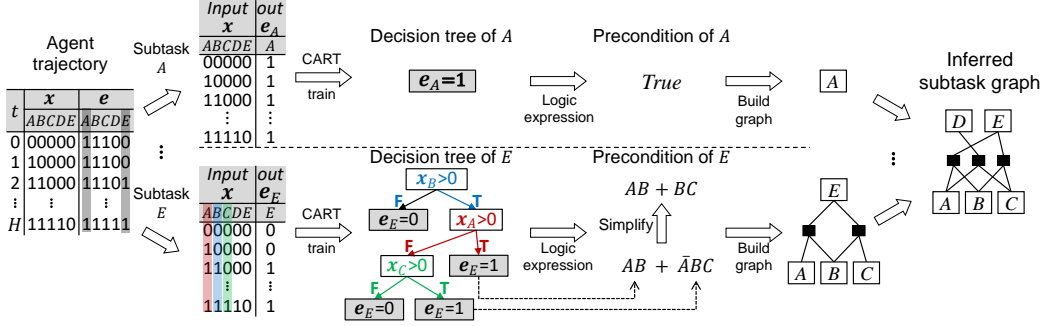 Agent
trajectory
t x e
ABCDE ABCDE
0 00000 11100
1 10000 11100
2 11000 11101
⋮ ⋮ ⋮
H 11110 11111
Subtask
A
⋮
Subtask
E
Input out
x e_A
ABCDE A
00000 1
10000 1
11000 1
⋮ ⋮
11110 1
CART
train
Decision tree of A
e_A=1
Logic
expression
Precondition of A
True
Build
graph
A
Input out
x e_E
ABCDE E
00000 0
10000 0
11000 1
⋮ ⋮
11110 1
CART
train
Decision tree of E
x_B>0
F T
e_E=0 x_A>0
F T
x_C>0 e_E=1
F T
e_E=0 e_E=1
Logic
expression
Precondition of E
AB + BC
Simplify
AB + ĀBC
Build
graph
E
A B C
⋮
Inferred
subtask graph
D E
A B C